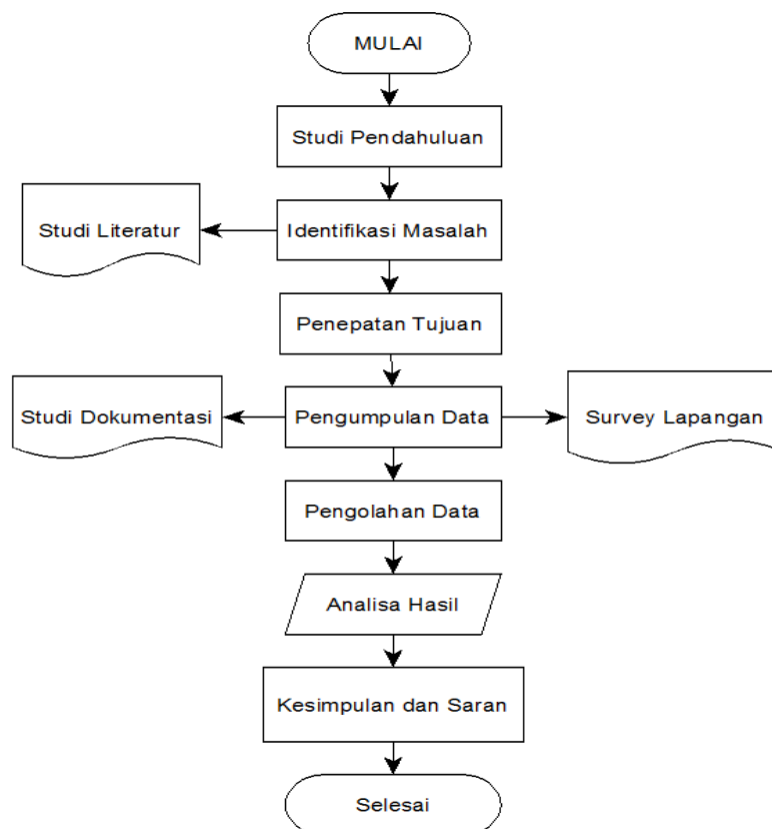 MULAI
Studi Pendahuluan
Studi Literatur
Identifikasi Masalah
Penepatan Tujuan
Studi Dokumentasi
Pengumpulan Data
Survey Lapangan
Pengolahan Data
Analisa Hasil
Kesimpulan dan Saran
Selesai